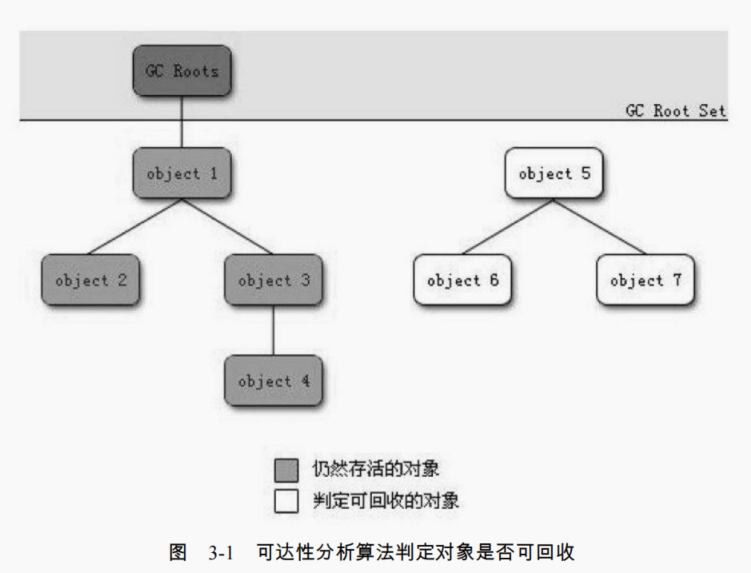 GC Roots
GC Root Set
object 1
object 5
object 2
object 3
object 6
object 7
object 4
仍然存活的对象
判定可回收的对象
图 3-1 可达性分析算法判定对象是否可回收